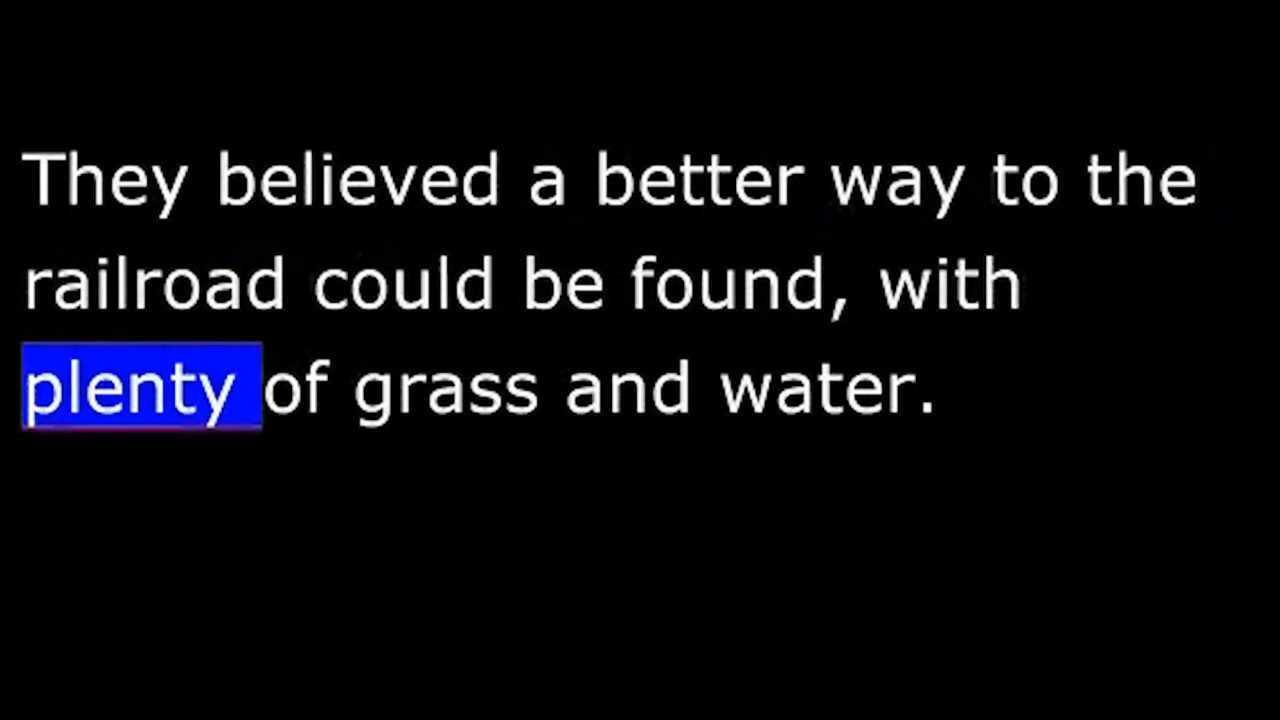 They believed a better way to the
railroad could be found, with
plenty of grass and water.